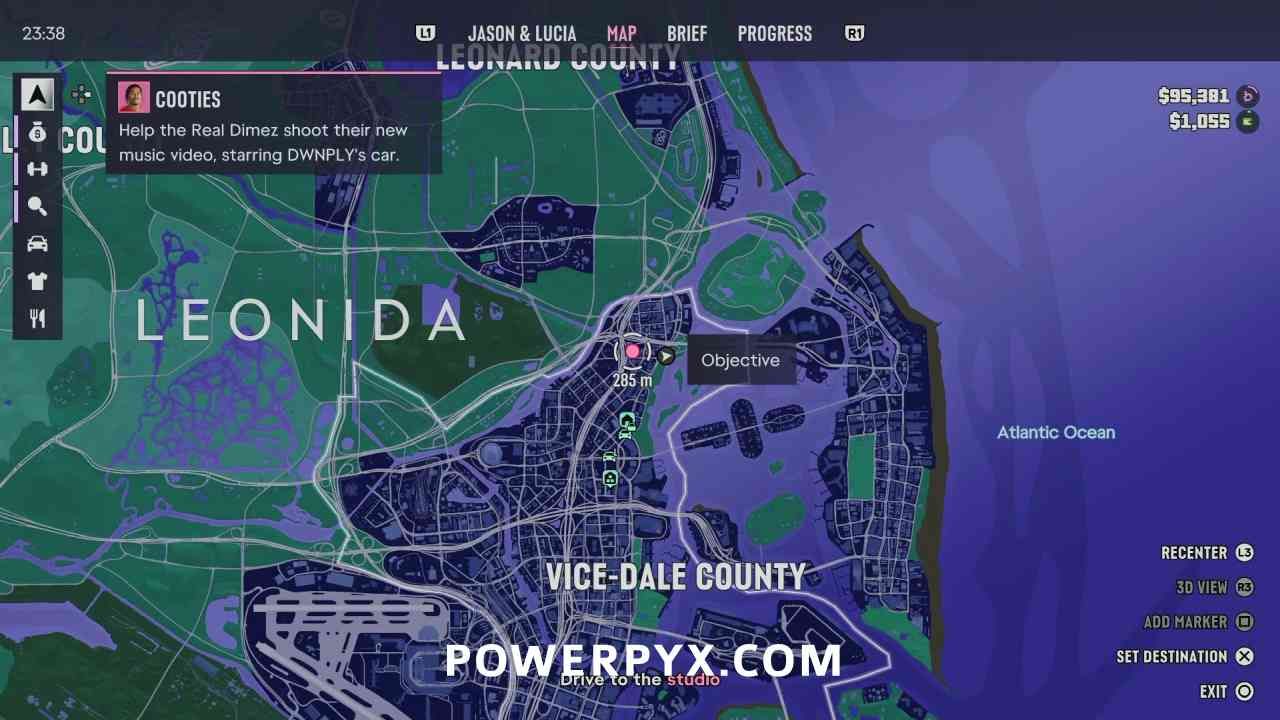 23:38
L1 JASON & LUCIA MAP BRIEF PROGRESS R1
LEONARD COUNTY
COOTIES
Help the Real Dimez shoot their new
music video, starring DWNPLY's car.
$95,381
$1,055
LEONIDA
Objective
285 m
Atlantic Ocean
VICE-DALE COUNTY
RECENTER L3
3D VIEW R3
ADD MARKER
SET DESTINATION
EXIT
POWERPYX.COM
Drive to the studio